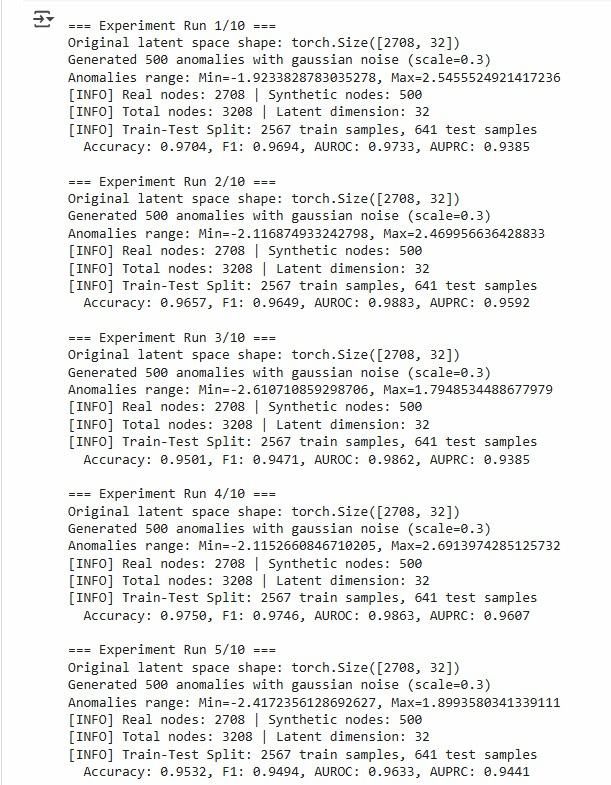 === Experiment Run 1/10 ===
Original latent space shape: torch.Size([2708, 32])
Generated 500 anomalies with gaussian noise (scale=0.3)
Anomalies range: Min=-1.9233828783035278, Max=2.5455524921417236
[INFO] Real nodes: 2708 | Synthetic nodes: 500
[INFO] Total nodes: 3208 | Latent dimension: 32
[INFO] Train-Test Split: 2567 train samples, 641 test samples
  Accuracy: 0.9704, F1: 0.9694, AUROC: 0.9733, AUPRC: 0.9385

=== Experiment Run 2/10 ===
Original latent space shape: torch.Size([2708, 32])
Generated 500 anomalies with gaussian noise (scale=0.3)
Anomalies range: Min=-2.116874933242798, Max=2.469956636428833
[INFO] Real nodes: 2708 | Synthetic nodes: 500
[INFO] Total nodes: 3208 | Latent dimension: 32
[INFO] Train-Test Split: 2567 train samples, 641 test samples
  Accuracy: 0.9657, F1: 0.9649, AUROC: 0.9883, AUPRC: 0.9592

=== Experiment Run 3/10 ===
Original latent space shape: torch.Size([2708, 32])
Generated 500 anomalies with gaussian noise (scale=0.3)
Anomalies range: Min=-2.610710859298706, Max=1.7948534488677979
[INFO] Real nodes: 2708 | Synthetic nodes: 500
[INFO] Total nodes: 3208 | Latent dimension: 32
[INFO] Train-Test Split: 2567 train samples, 641 test samples
  Accuracy: 0.9501, F1: 0.9471, AUROC: 0.9862, AUPRC: 0.9385

=== Experiment Run 4/10 ===
Original latent space shape: torch.Size([2708, 32])
Generated 500 anomalies with gaussian noise (scale=0.3)
Anomalies range: Min=-2.1152660846710205, Max=2.6913974285125732
[INFO] Real nodes: 2708 | Synthetic nodes: 500
[INFO] Total nodes: 3208 | Latent dimension: 32
[INFO] Train-Test Split: 2567 train samples, 641 test samples
  Accuracy: 0.9750, F1: 0.9746, AUROC: 0.9863, AUPRC: 0.9607

=== Experiment Run 5/10 ===
Original latent space shape: torch.Size([2708, 32])
Generated 500 anomalies with gaussian noise (scale=0.3)
Anomalies range: Min=-2.4172356128692627, Max=1.8993580341339111
[INFO] Real nodes: 2708 | Synthetic nodes: 500
[INFO] Total nodes: 3208 | Latent dimension: 32
[INFO] Train-Test Split: 2567 train samples, 641 test samples
  Accuracy: 0.9532, F1: 0.9494, AUROC: 0.9633, AUPRC: 0.9441